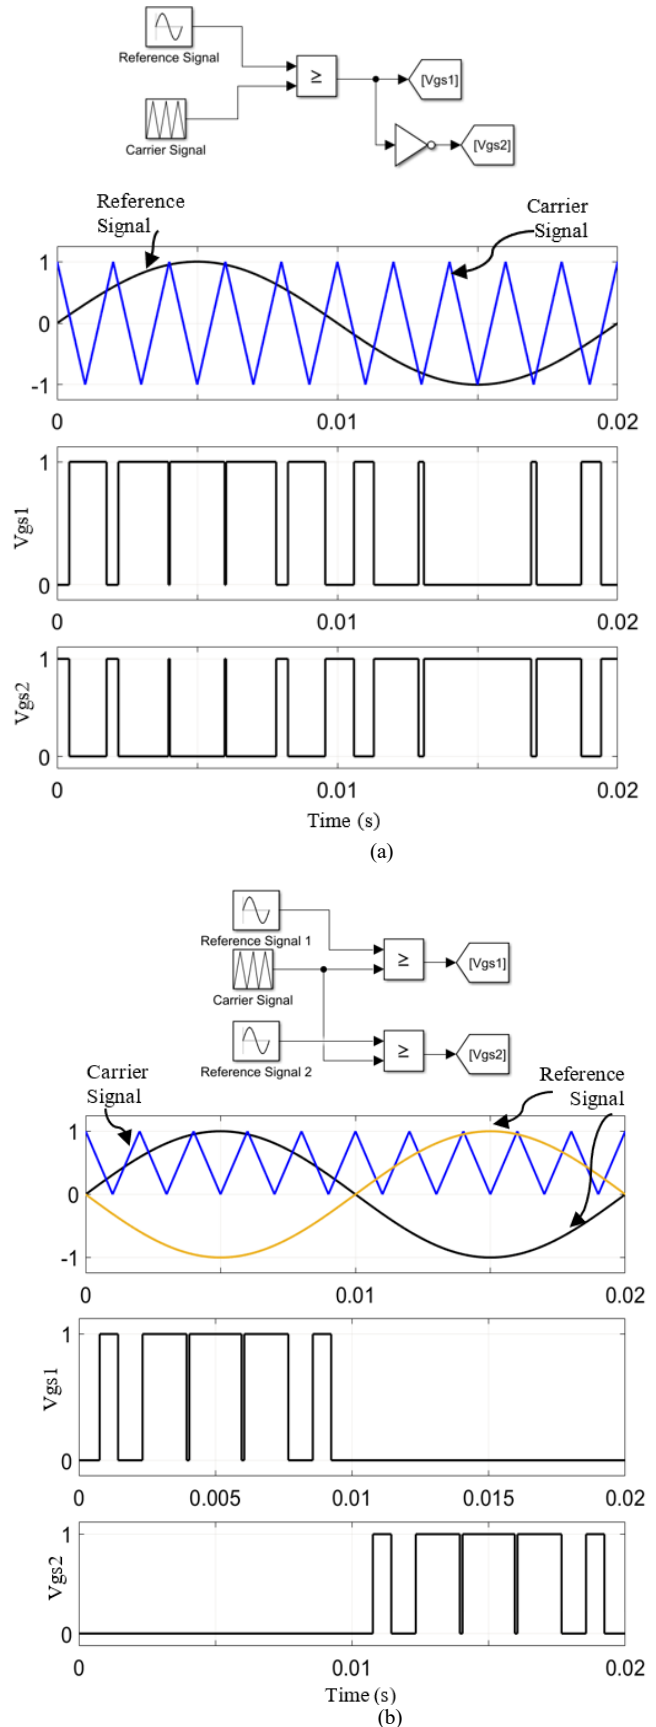 Reference Signal
≥
[Vgs1]
Carrier Signal
[Vgs2]
Reference
Signal
Carrier
Signal
1
0
-1
0
0.01
0.02
Vgs1
1
0
0
0.01
0.02
Vgs2
1
0
0
0.01
0.02
Time (s)
(a)
Reference Signal 1
≥
[Vgs1]
Carrier Signal
≥
[Vgs2]
Reference Signal 2
Carrier
Signal
Reference
Signal
1
0
-1
0
0.01
0.02
Vgs1
1
0
0
0.005
0.01
0.015
0.02
Vgs2
1
0
0
0.01
0.02
Time (s)
(b)